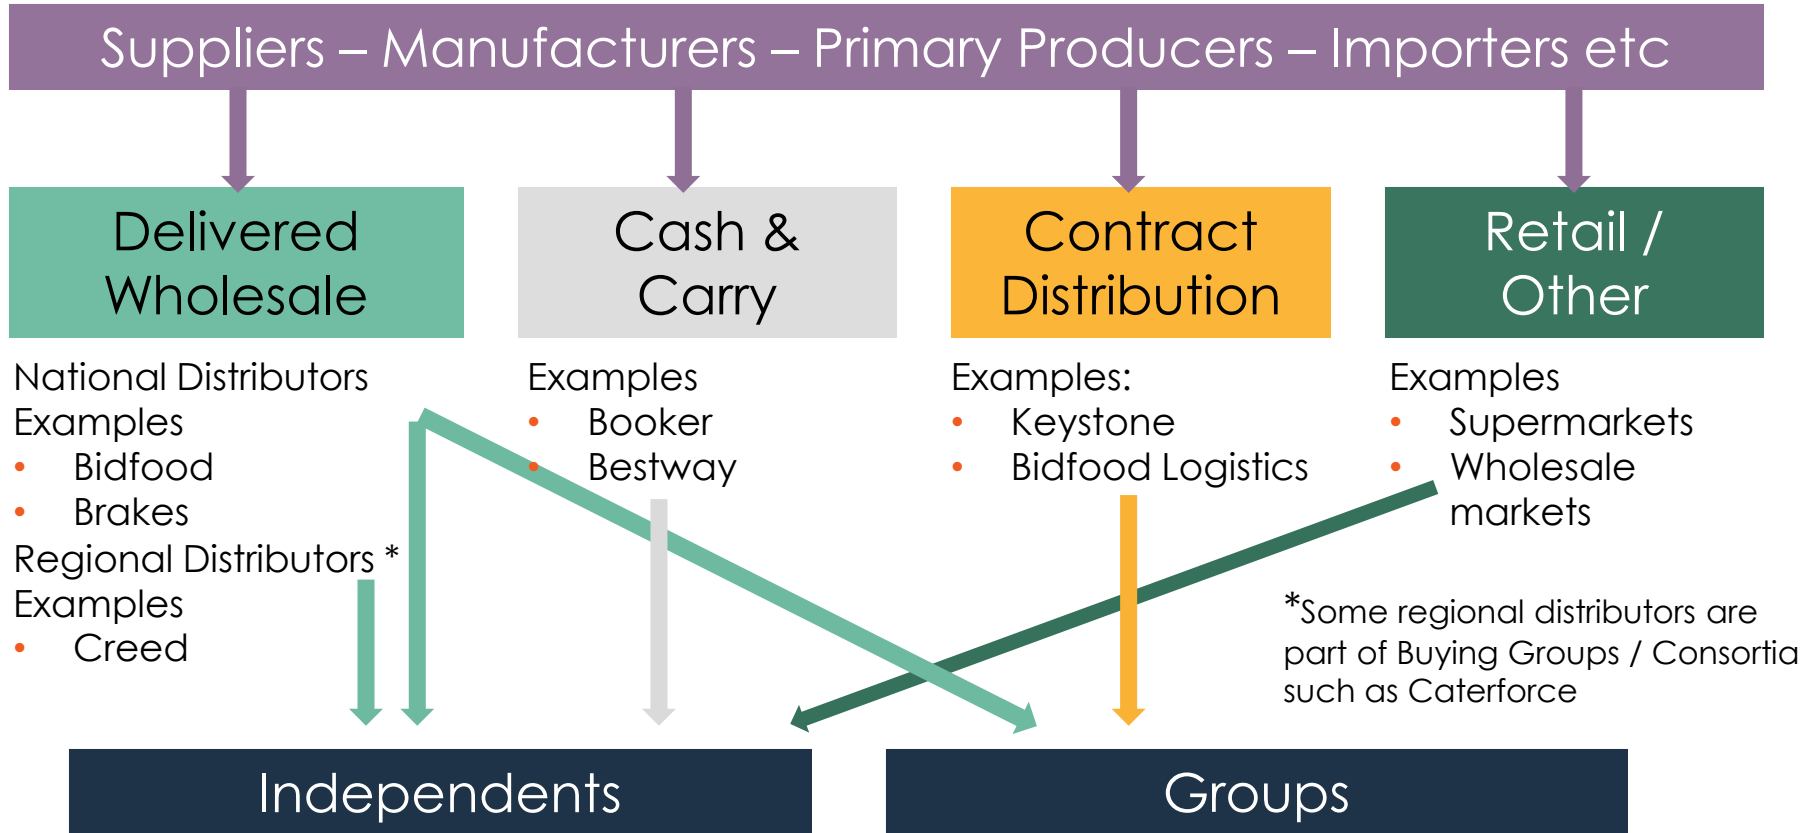 Suppliers – Manufacturers – Primary Producers – Importers etc
Delivered
Wholesale
Cash &
Carry
Contract
Distribution
Retail /
Other
National Distributors
Examples
• Bidfood
• Brakes
Regional Distributors *
Examples
• Creed
Examples
• Booker
• Bestway
Examples:
• Keystone
• Bidfood Logistics
Examples
• Supermarkets
• Wholesale
markets
*Some regional distributors are
part of Buying Groups / Consortia
such as Caterforce
Independents
Groups